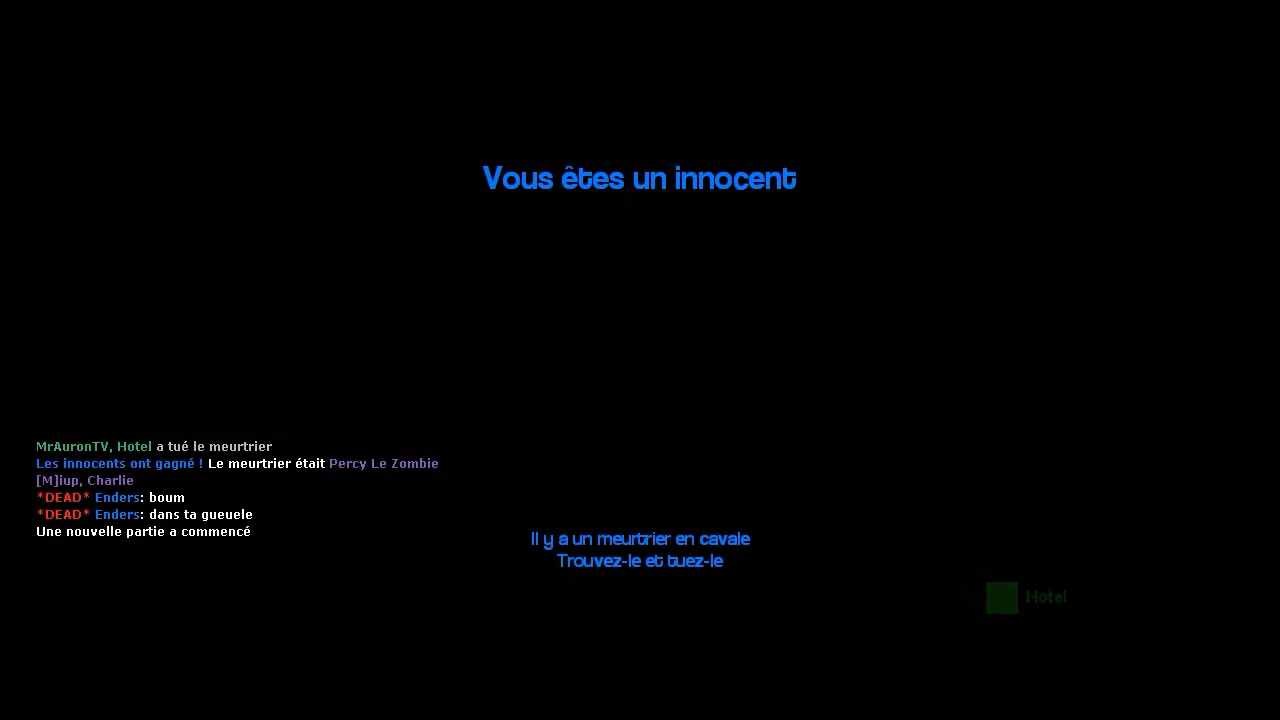 Vous êtes un innocent
MrAuronTV, Hotel a tué le meurtrier
Les innocents ont gagné ! Le meurtrier était Percy Le Zombie
[M]iup, Charlie
*DEAD* Enders: boum
*DEAD* Enders: dans ta gueuele
Une nouvelle partie a commencé
Il y a un meurtrier en cavale
Trouvez-le et tuez-le
Hotel